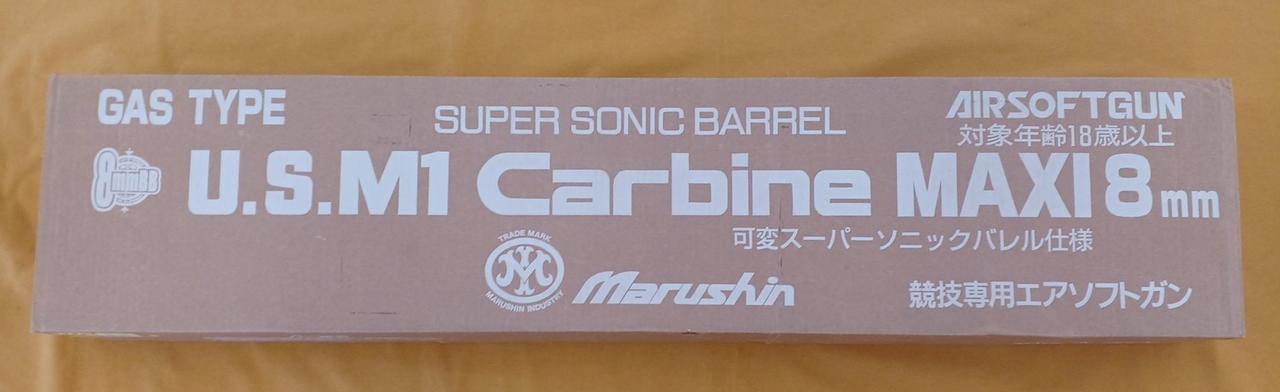 GAS TYPE
SUPER SONIC BARREL
AIRSOFTGUN
対象年齢18歳以上
8mmBB
U.S.M1 Carbine MAXI 8mm
可変スーパーソニックバレル仕様
TRADE MARK
MARUSHIN INDUSTRY
Marushin
競技専用エアソフトガン